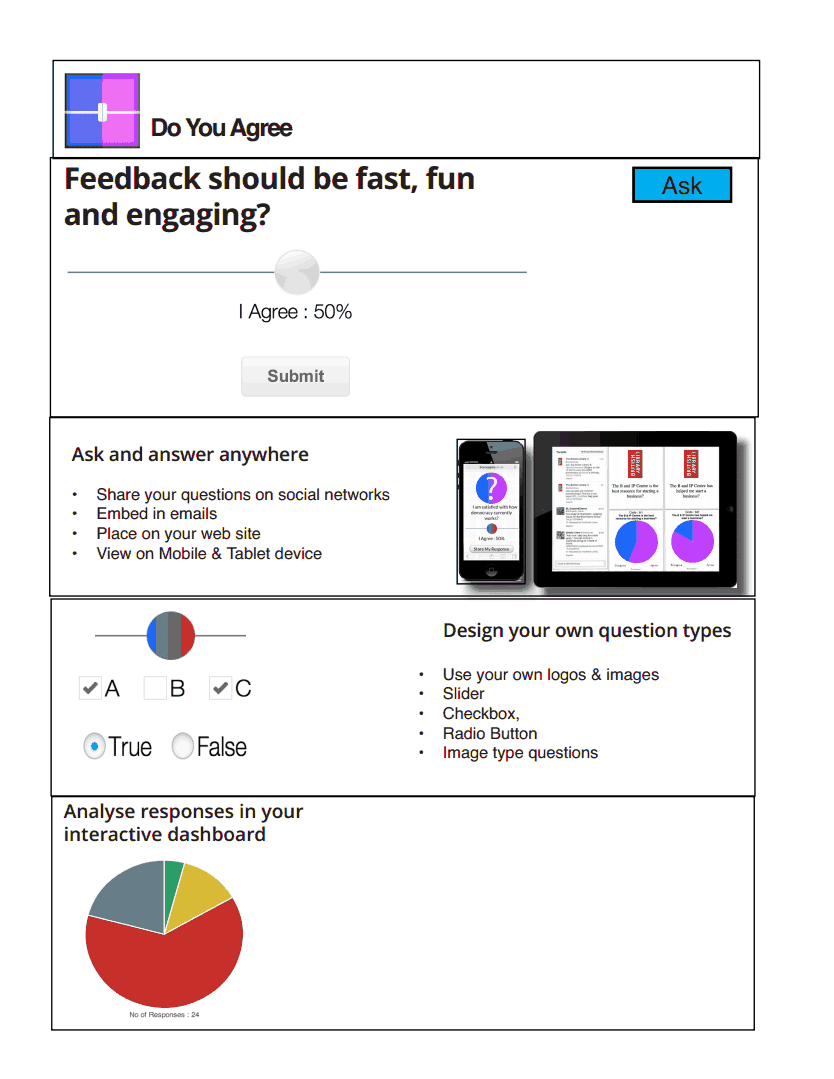 Do You Agree
Feedback should be fast, fun
and engaging?
Ask
I Agree : 50%
Submit
Ask and answer anywhere
• Share your questions on social networks
• Embed in emails
• Place on your web site
• View on Mobile & Tablet device
?
I am satisfied with how
democracy currently
works?
I Agree : 50%
Store My Response
LIBRARY
BRITISH
The B and IP Centre is the
best resource for starting a
business?
LIBRARY
BRITISH
The B and IP Centre has
helped me start a
business?
Design your own question types
• Use your own logos & images
• Slider
• Checkbox,
• Radio Button
• Image type questions
A B C
True False
Analyse responses in your
interactive dashboard
No of Responses : 24